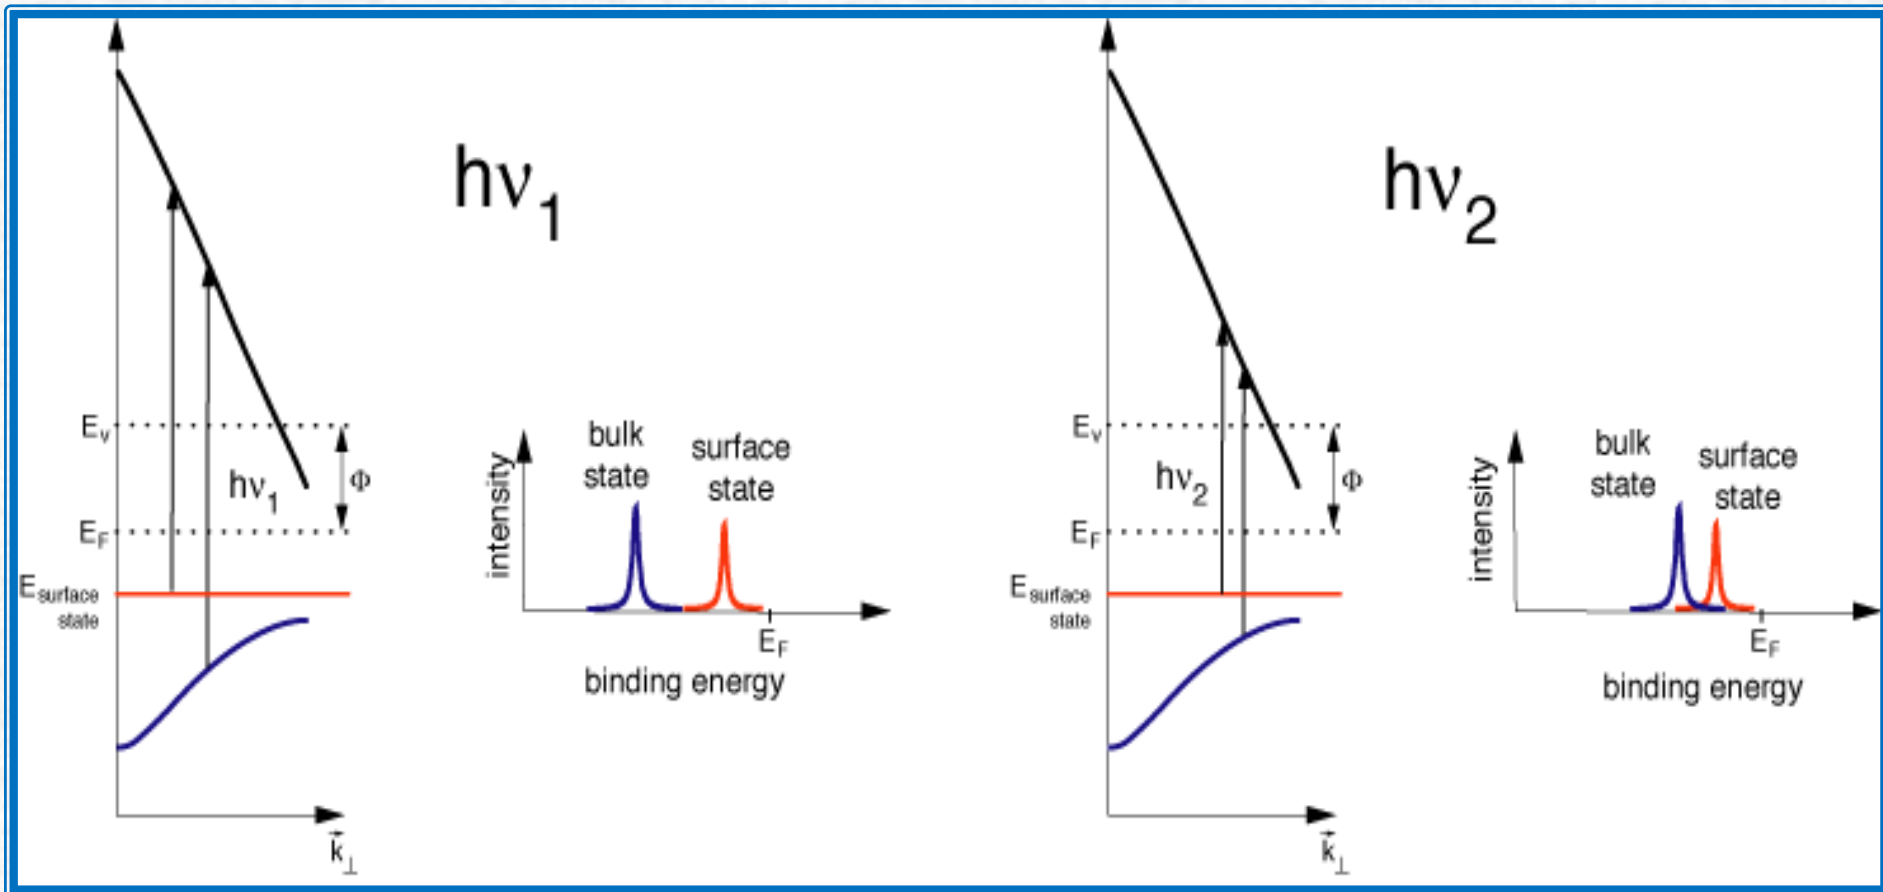 hν1
Ev
hν1
Φ
EF
Esurface
state
k⊥
intensity
bulk
state
surface
state
EF
binding energy
hν2
Ev
hν2
Φ
EF
Esurface
state
k⊥
intensity
bulk
state
surface
state
EF
binding energy